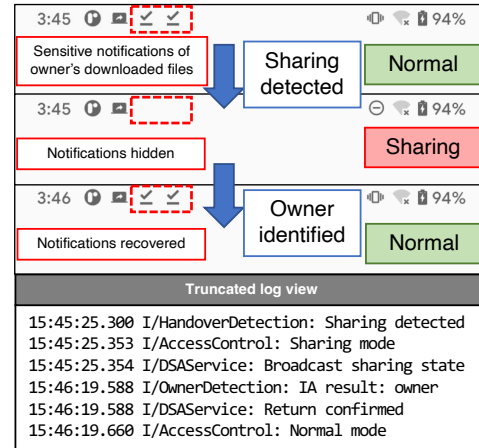 3:45 94%
Sensitive notifications of
owner's downloaded files
Sharing
detected
Normal
3:45 94%
Notifications hidden
Sharing
3:46 94%
Notifications recovered
Owner
identified
Normal
Truncated log view
15:45:25.300 I/HandoverDetection: Sharing detected
15:45:25.353 I/AccessControl: Sharing mode
15:45:25.354 I/DSAService: Broadcast sharing state
15:46:19.588 I/OwnerDetection: IA result: owner
15:46:19.588 I/DSAService: Return confirmed
15:46:19.660 I/AccessControl: Normal mode